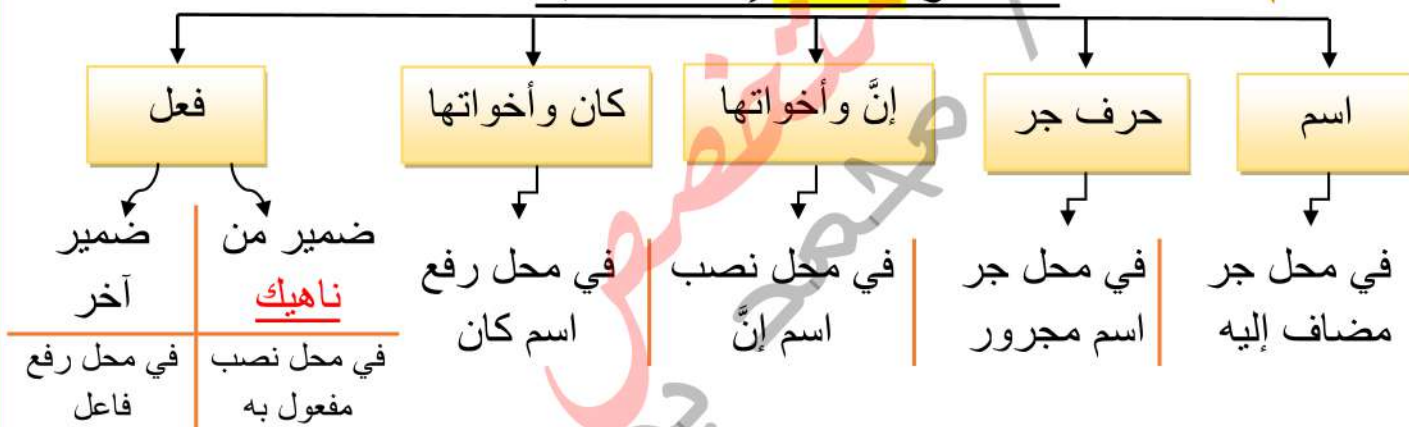 اسم
حرف جر
إنَّ وأخواتها
كان وأخواتها
فعل
في محل جر
مضاف إليه
في محل جر
اسم مجرور
في محل نصب
اسم إنَّ
في محل رفع
اسم كان
ضمير من
ناهيك
ضمير
آخر
في محل نصب
مفعول به
في محل رفع
فاعل